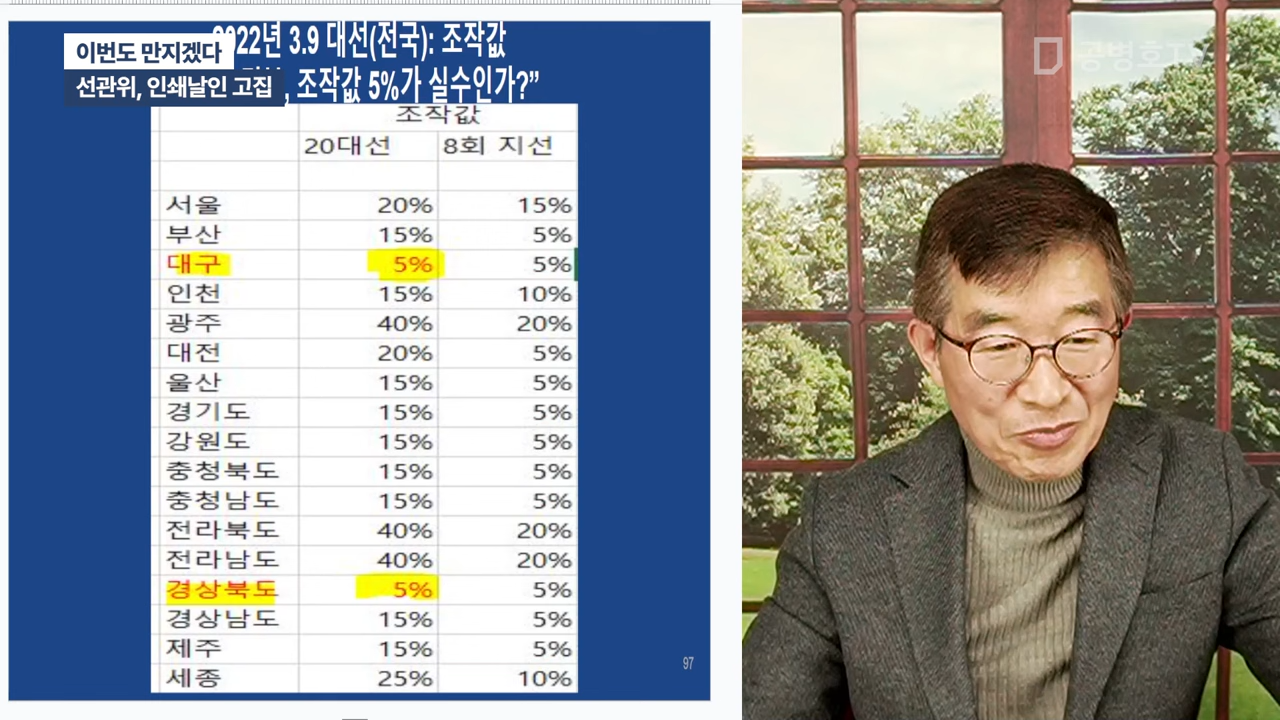 2022년 3.9 대선(전국): 조작값
이번도 만지겠다
, 조작값 5%가 실수인가?”
선관위, 인쇄날인 고집
공병호TV
조작값
20대선 8회 지선
서울 20% 15%
부산 15% 5%
대구 5% 5%
인천 15% 10%
광주 40% 20%
대전 20% 5%
울산 15% 5%
경기도 15% 5%
강원도 15% 5%
충청북도 15% 5%
충청남도 15% 5%
전라북도 40% 20%
전라남도 40% 20%
경상북도 5% 5%
경상남도 15% 5%
제주 15% 5%
세종 25% 10%
97